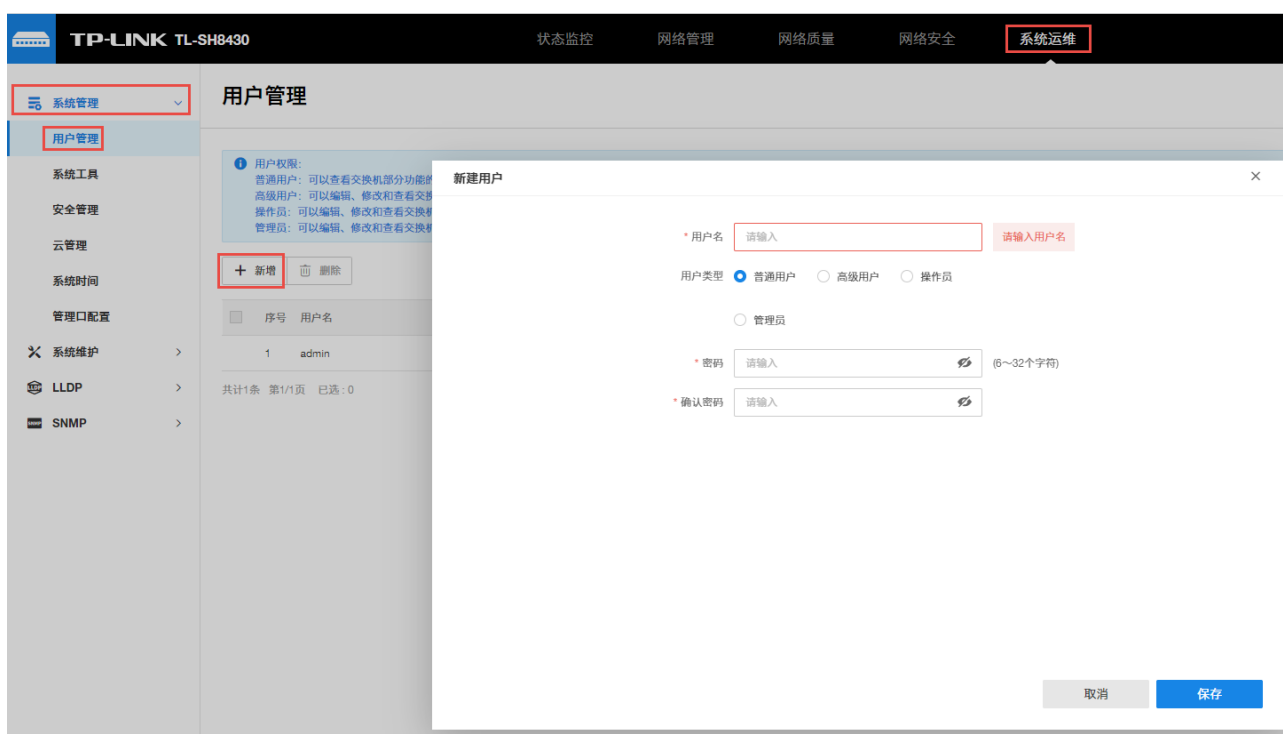 TP-LINK TL-SH8430
状态监控 网络管理 网络质量 网络安全 系统运维
系统管理
用户管理
系统工具
安全管理
云管理
系统时间
管理口配置
系统维护
LLDP
SNMP
用户管理
用户权限:
普通用户: 可以查看交换机部分功能的
高级用户: 可以编辑、修改和查看交换
操作员: 可以编辑、修改和查看交换机
管理员: 可以编辑、修改和查看交换机
新增 删除
序号 用户名
1 admin
共计1条 第1/1页 已选 : 0
新建用户
* 用户名 请输入 请输入用户名
用户类型 普通用户 高级用户 操作员
管理员
* 密码 请输入 (6～32个字符)
* 确认密码 请输入
取消 保存